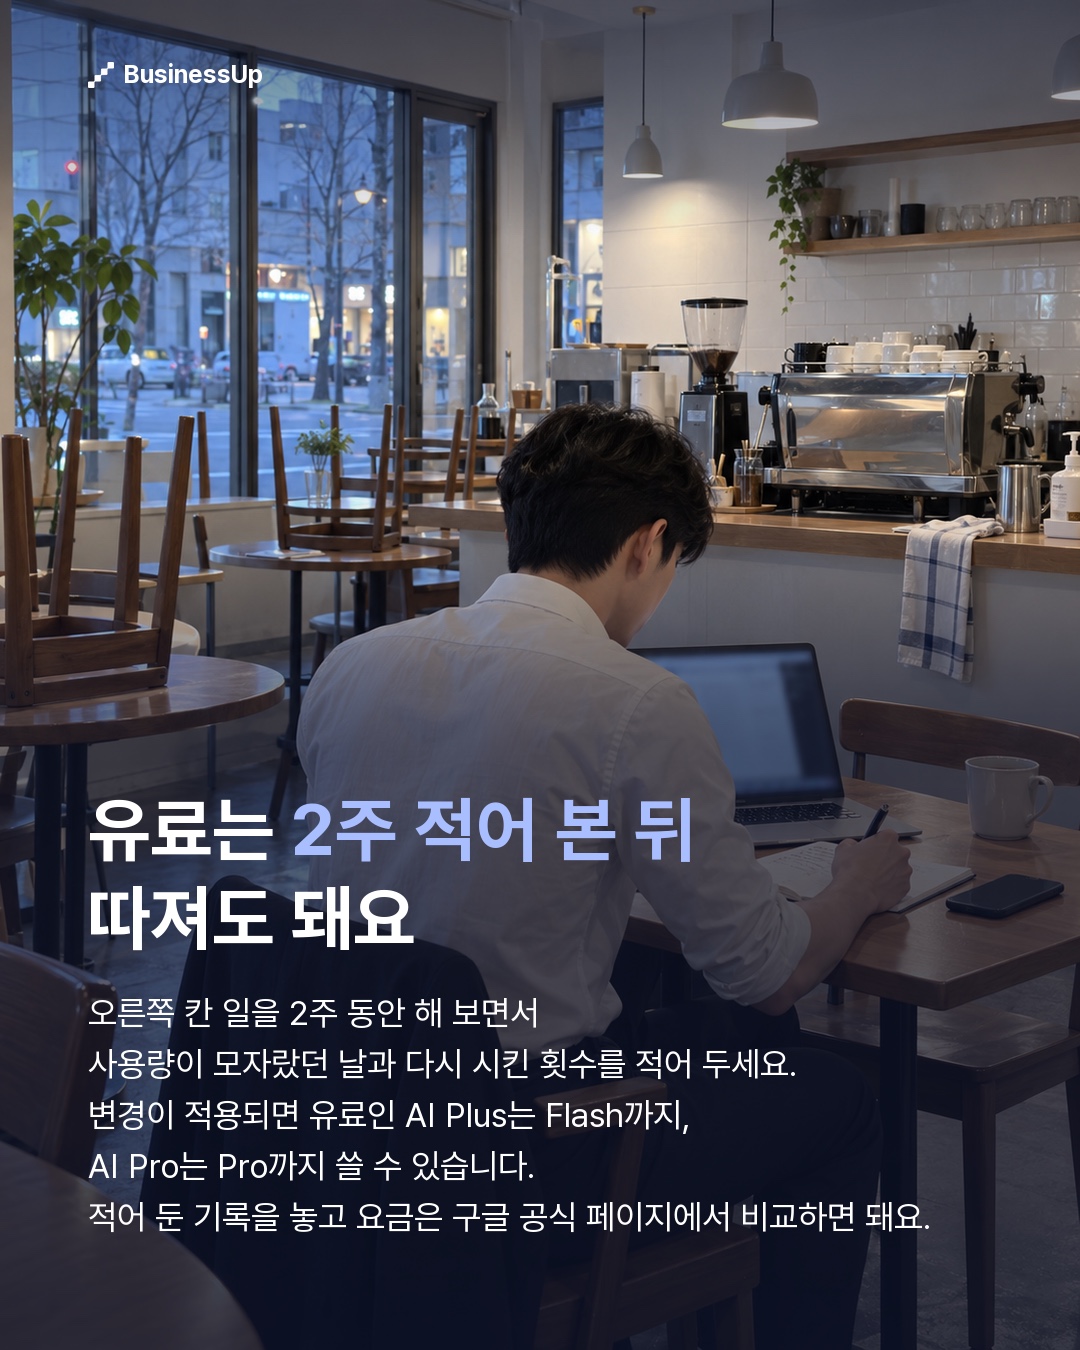 BusinessUp
유료는 2주 적어 본 뒤
따져도 돼요
오른쪽 칸 일을 2주 동안 해 보면서
사용량이 모자랐던 날과 다시 시킨 횟수를 적어 두세요.
변경이 적용되면 유료인 AI Plus는 Flash까지,
AI Pro는 Pro까지 쓸 수 있습니다.
적어 둔 기록을 놓고 요금은 구글 공식 페이지에서 비교하면 돼요.